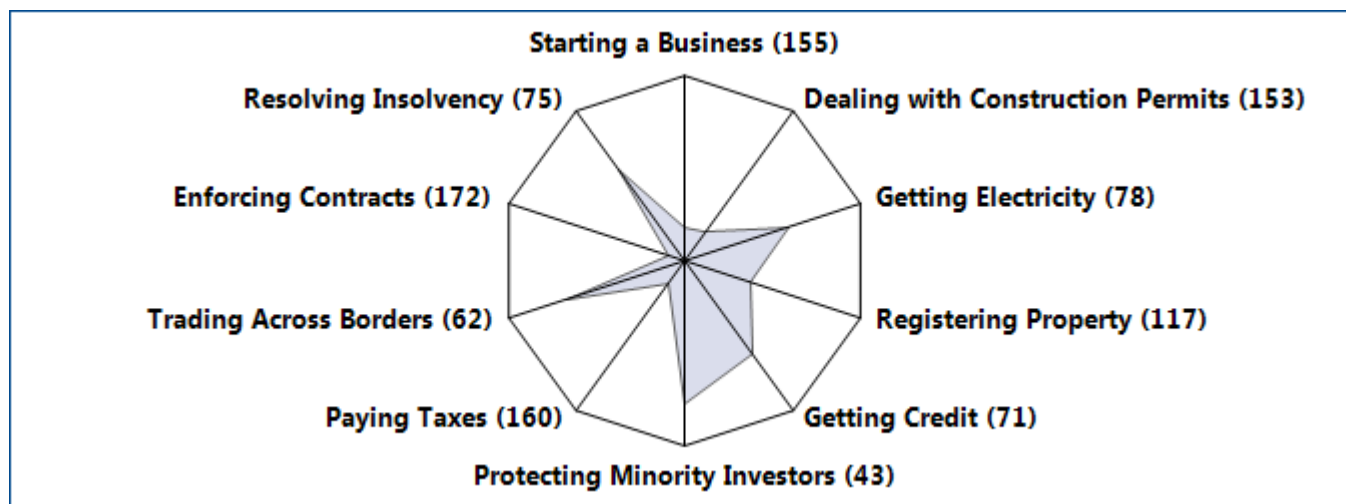 Starting a Business (155)
Resolving Insolvency (75)
Dealing with Construction Permits (153)
Enforcing Contracts (172)
Getting Electricity (78)
Trading Across Borders (62)
Registering Property (117)
Paying Taxes (160)
Getting Credit (71)
Protecting Minority Investors (43)